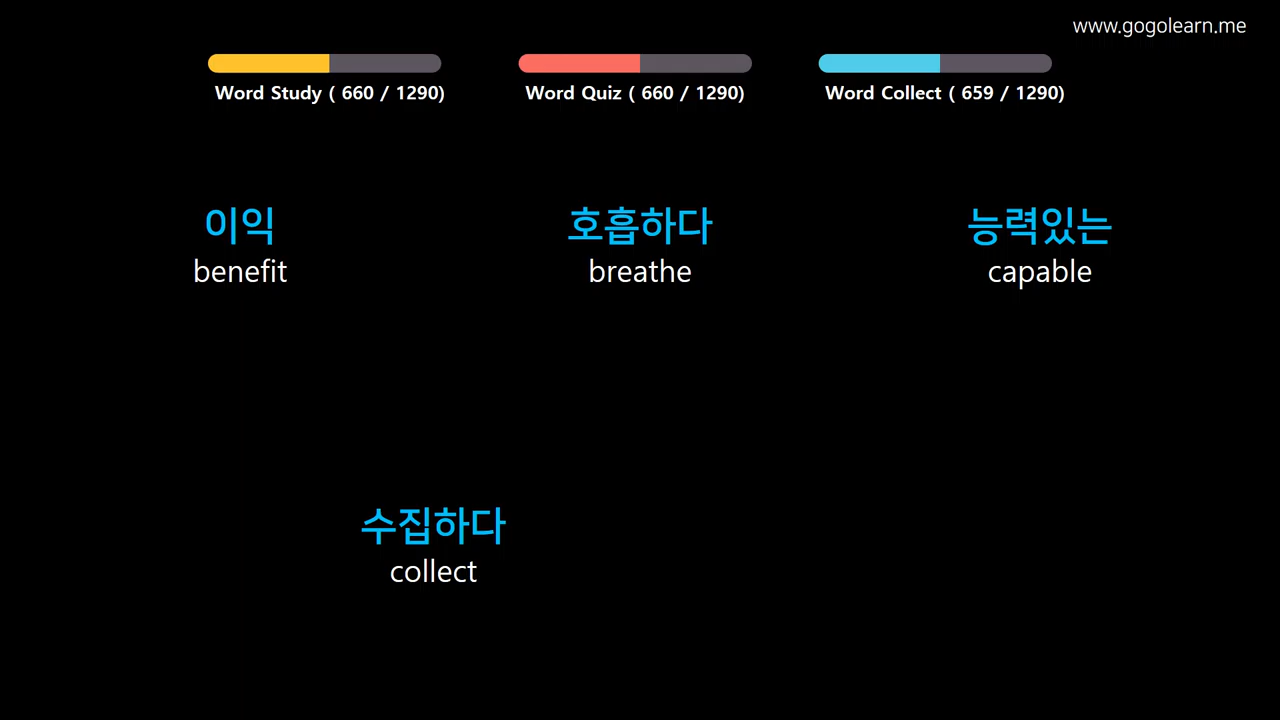 www.gogolearn.me
Word Study ( 660 / 1290)
Word Quiz ( 660 / 1290)
Word Collect ( 659 / 1290)
이익
benefit
호흡하다
breathe
능력있는
capable
수집하다
collect